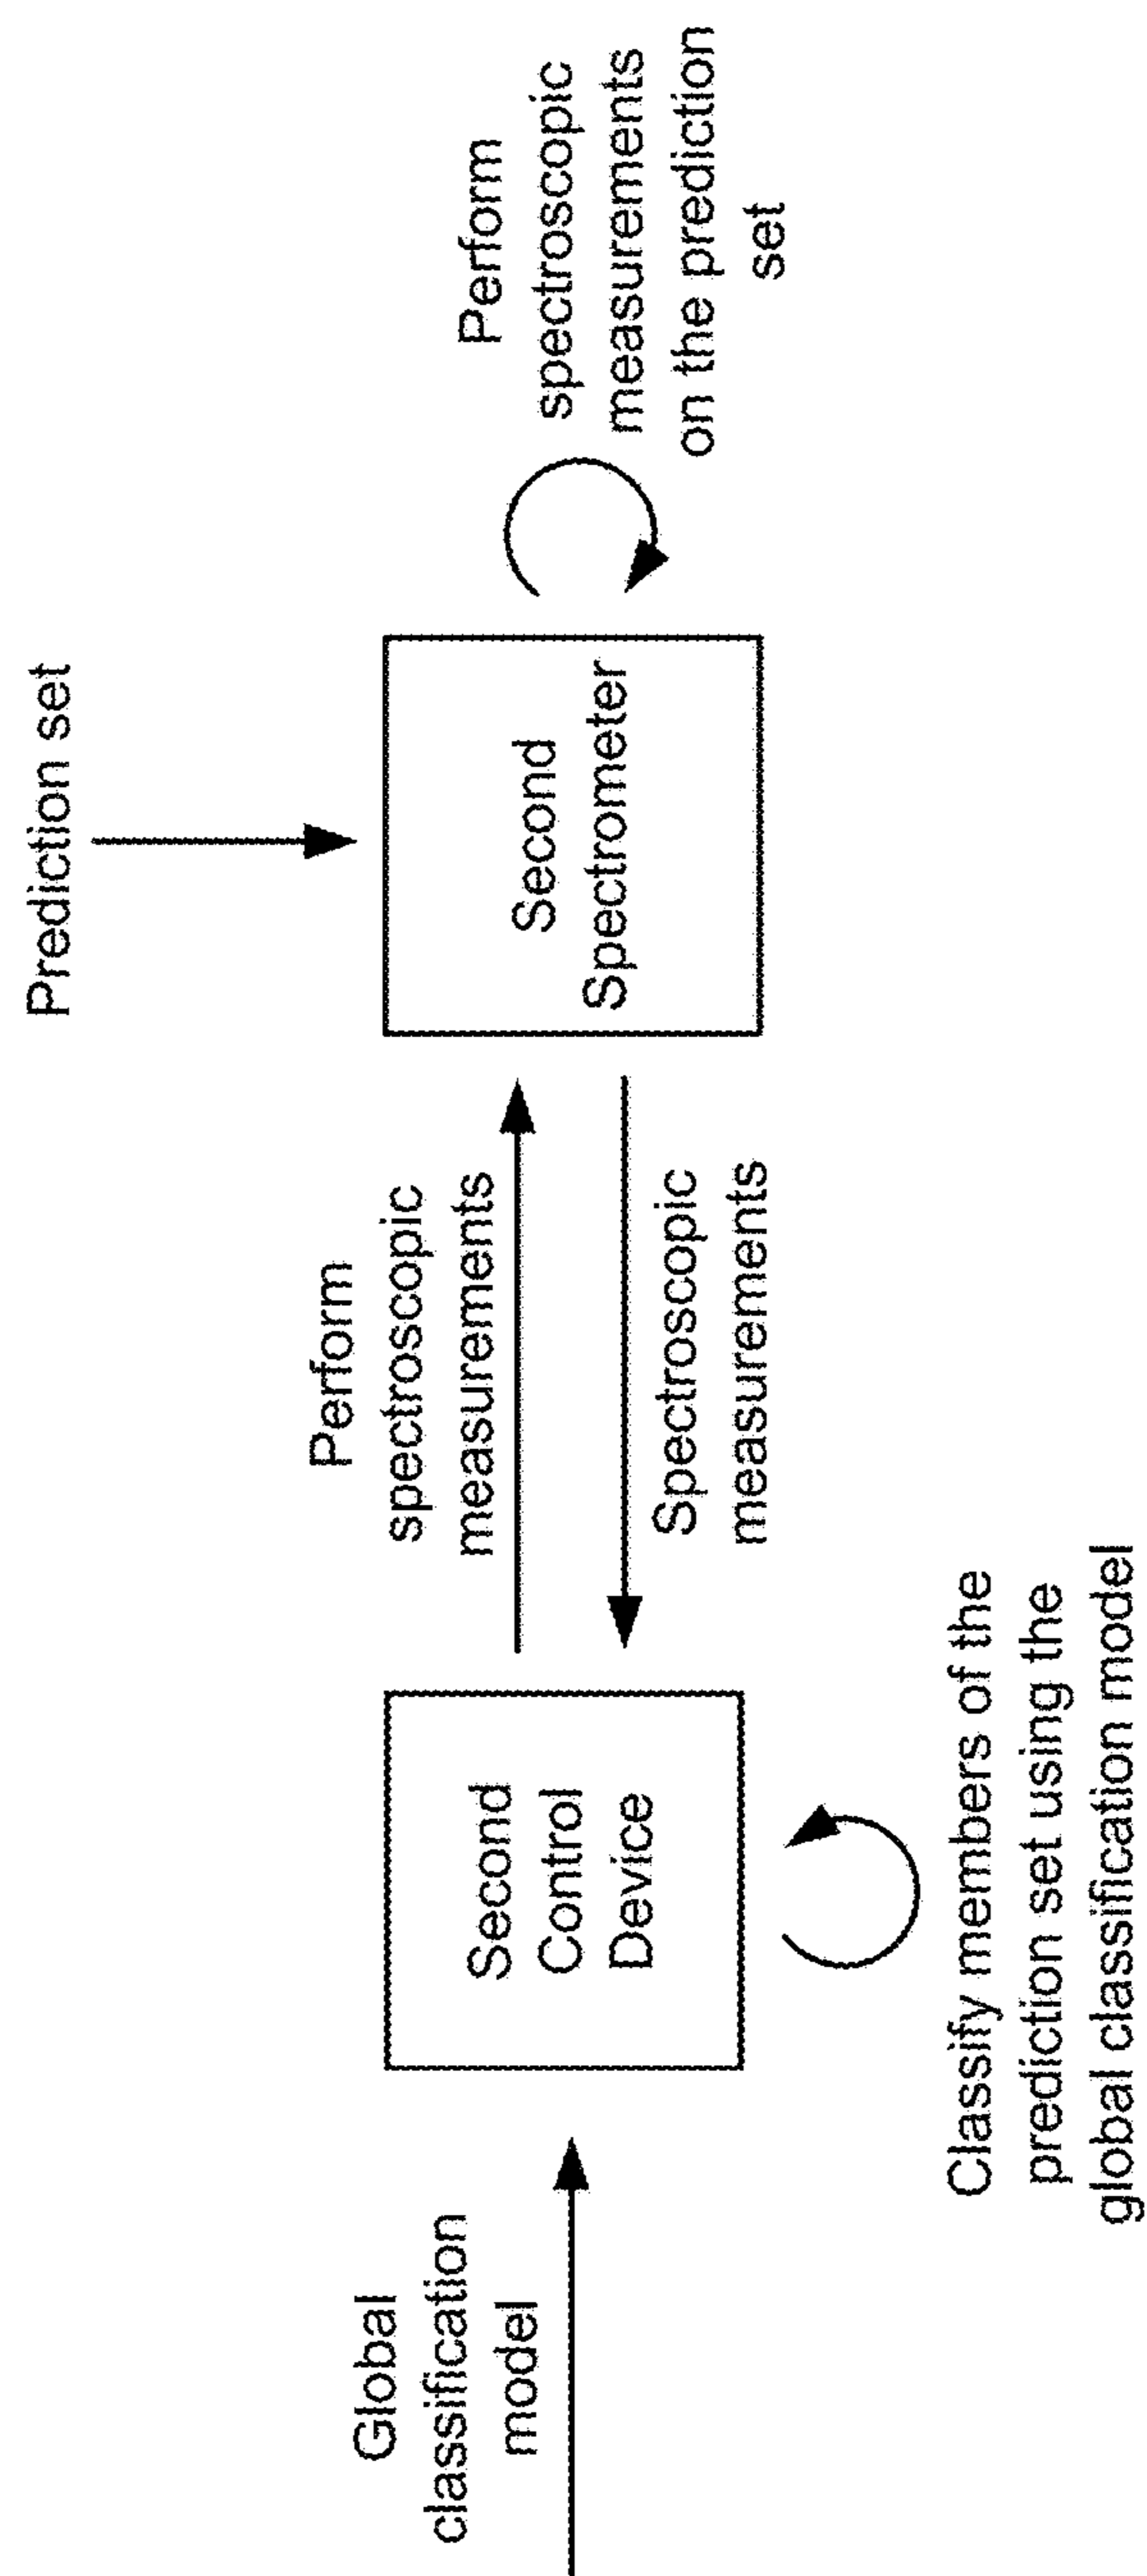 Prediction set
Global
classification
model
Second
Control
Device
Perform
spectroscopic
measurements
Spectroscopic
measurements
Second
Spectrometer
Perform
spectroscopic
measurements
on the prediction
set
Classify members of the
prediction set using the
global classification model